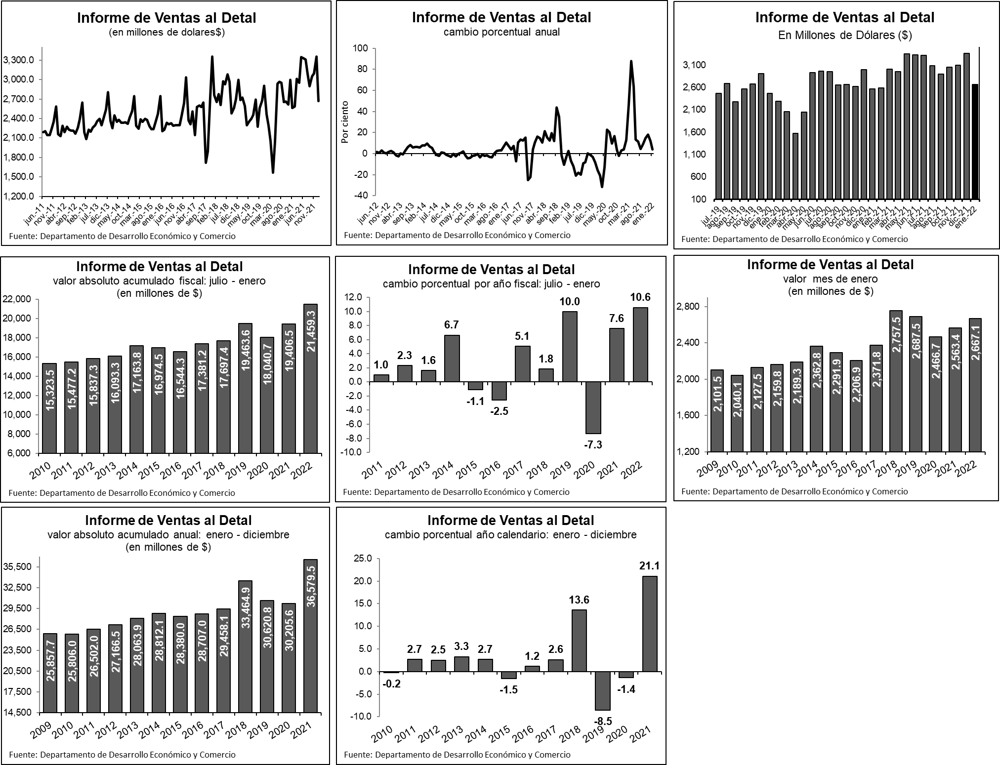 Informe de Ventas al Detal
(en millones de dolares$)
3,300.0
3,000.0
2,700.0
2,400.0
2,100.0
1,800.0
1,500.0
1,200.0
jun.-11
nov.-11
abr.-12
sep.-12
feb.-13
jul.-13
dic.-13
may.-14
oct.-14
mar.-15
ago.-15
ene.-16
jun.-16
nov.-16
abr.-17
sep.-17
feb.-18
jul.-18
dic.-18
may.-19
oct.-19
mar.-20
ago.-20
ene.-21
jun.-21
nov.-21
Fuente: Departamento de Desarrollo Económico y Comercio
Informe de Ventas al Detal
cambio porcentual anual
Por ciento
100
80
60
40
20
0
-20
-40
jun.-12
nov.-12
abr.-13
sep.-13
feb.-14
jul.-14
dic.-14
may.-15
oct.-15
mar.-16
ago.-16
ene.-17
jun.-17
nov.-17
abr.-18
sep.-18
feb.-19
jul.-19
dic.-19
may.-20
oct.-20
mar.-21
ago.-21
ene.-22
Fuente: Departamento de Desarrollo Económico y Comercio
Informe de Ventas al Detal
En Millones de Dólares ($)
3,100
2,600
2,100
1,600
1,100
600
100
jul.-19
ago.-19
sep.-19
oct.-19
nov.-19
dic.-19
ene.-20
feb.-20
mar.-20
abr.-20
may.-20
jun.-20
jul.-20
ago.-20
sep.-20
oct.-20
nov.-20
dic.-20
ene.-21
feb.-21
mar.-21
abr.-21
may.-21
jun.-21
jul.-21
ago.-21
sep.-21
oct.-21
nov.-21
dic.-21
ene.-22
Fuente: Departamento de Desarrollo Económico y Comercio
Informe de Ventas al Detal
valor absoluto acumulado fiscal: julio - enero
(en millones de $)
22,000
20,000
18,000
16,000
14,000
12,000
10,000
8,000
6,000
15,323.5
15,477.2
15,837.3
16,093.3
17,163.8
16,974.5
16,544.3
17,381.2
17,697.4
19,463.6
18,040.7
19,406.5
21,459.3
2010
2011
2012
2013
2014
2015
2016
2017
2018
2019
2020
2021
2022
Fuente: Departamento de Desarrollo Económico y Comercio
Informe de Ventas al Detal
cambio porcentual por año fiscal: julio - enero
12.0
10.0
8.0
6.0
4.0
2.0
0.0
-2.0
-4.0
-6.0
-8.0
-10.0
1.0
2.3
1.6
6.7
-1.1
-2.5
5.1
1.8
10.0
-7.3
7.6
10.6
2011
2012
2013
2014
2015
2016
2017
2018
2019
2020
2021
2022
Fuente: Departamento de Desarrollo Económico y Comercio
Informe de Ventas al Detal
valor mes de enero
(en millones de $)
2,800
2,400
2,000
1,600
1,200
2,101.5
2,040.1
2,127.5
2,159.8
2,189.3
2,362.8
2,291.9
2,206.9
2,371.8
2,757.5
2,687.5
2,466.7
2,563.4
2,667.1
2009
2010
2011
2012
2013
2014
2015
2016
2017
2018
2019
2020
2021
2022
Fuente: Departamento de Desarrollo Económico y Comercio
Informe de Ventas al Detal
valor absoluto acumulado anual: enero - diciembre
(en millones de $)
35,500
32,500
29,500
26,500
23,500
20,500
17,500
14,500
25,857.7
25,806.0
26,502.0
27,166.5
28,063.9
28,812.1
28,380.0
28,707.0
29,458.1
33,464.9
30,620.8
30,205.6
36,579.5
2009
2010
2011
2012
2013
2014
2015
2016
2017
2018
2019
2020
2021
Fuente: Departamento de Desarrollo Económico y Comercio
Informe de Ventas al Detal
cambio porcentual año calendario: enero - diciembre
25.0
20.0
15.0
10.0
5.0
0.0
-5.0
-10.0
-0.2
2.7
2.5
3.3
2.7
-1.5
1.2
2.6
13.6
-8.5
-1.4
21.1
2010
2011
2012
2013
2014
2015
2016
2017
2018
2019
2020
2021
Fuente: Departamento de Desarrollo Económico y Comercio